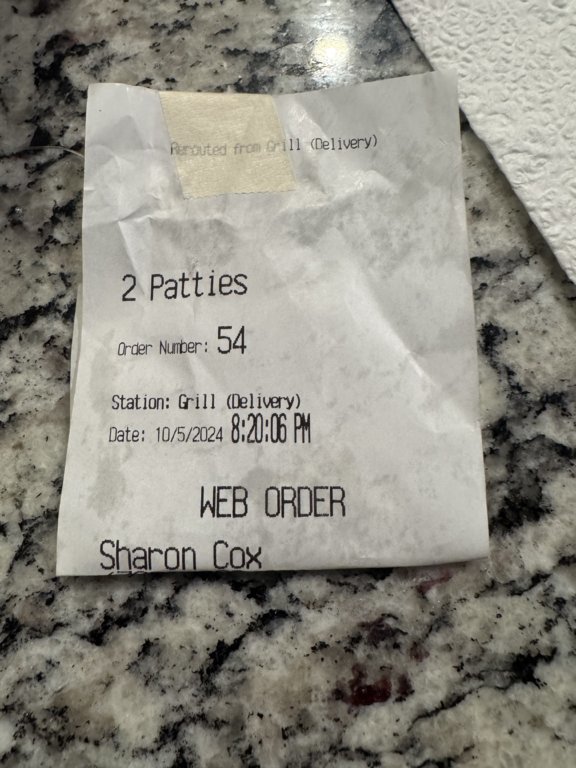 Rerouted from Grill (Delivery)
2 Patties
Order Number: 54
Station: Grill (Delivery)
Date: 10/5/2024 8:20:06 PM
WEB ORDER
Sharon Cox